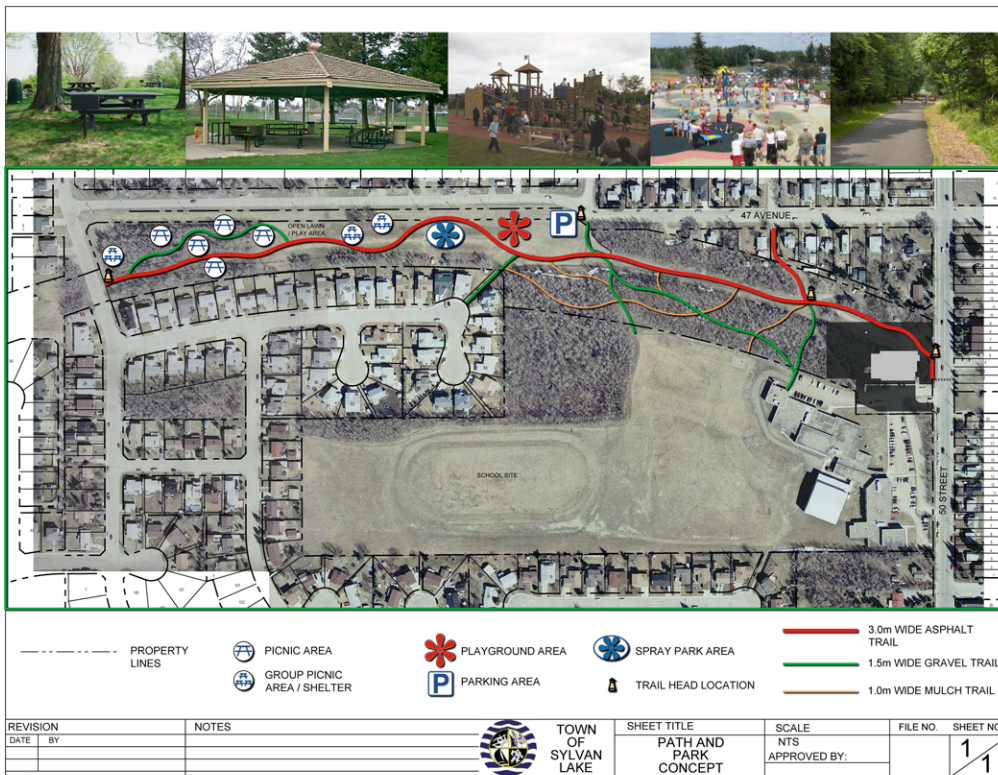 47 AVENUE
OPEN LAWN
/ PLAY AREA
P
SCHOOL SITE
50 STREET
PROPERTY
LINES
PICNIC AREA
GROUP PICNIC
AREA / SHELTER
PLAYGROUND AREA
P
PARKING AREA
SPRAY PARK AREA
TRAIL HEAD LOCATION
3.0m WIDE ASPHALT
TRAIL
1.5m WIDE GRAVEL TRAIL
1.0m WIDE MULCH TRAIL
REVISION
DATE BY
NOTES
TOWN
OF
SYLVAN
LAKE
SHEET TITLE
PATH AND
PARK
CONCEPT
SCALE
NTS
APPROVED BY:
FILE NO.
SHEET NO
1/1